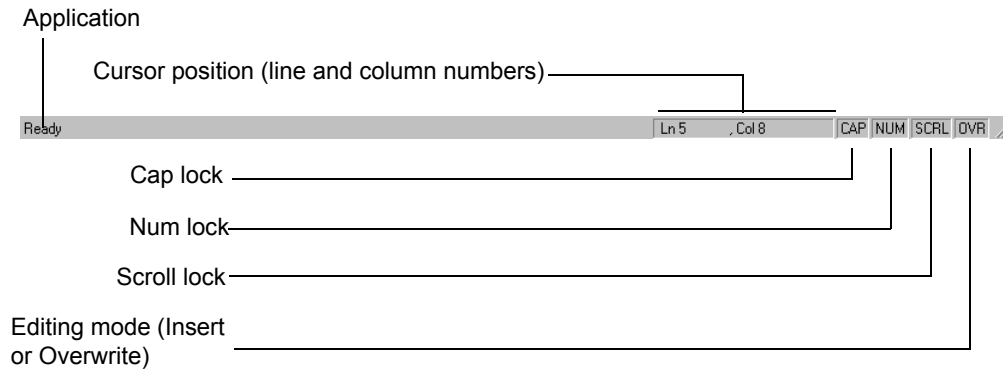 Application
Cursor position (line and column numbers)
Ready Ln 5 , Col 8 CAP NUM SCRL OVR
Cap lock
Num lock
Scroll lock
Editing mode (Insert
or Overwrite)